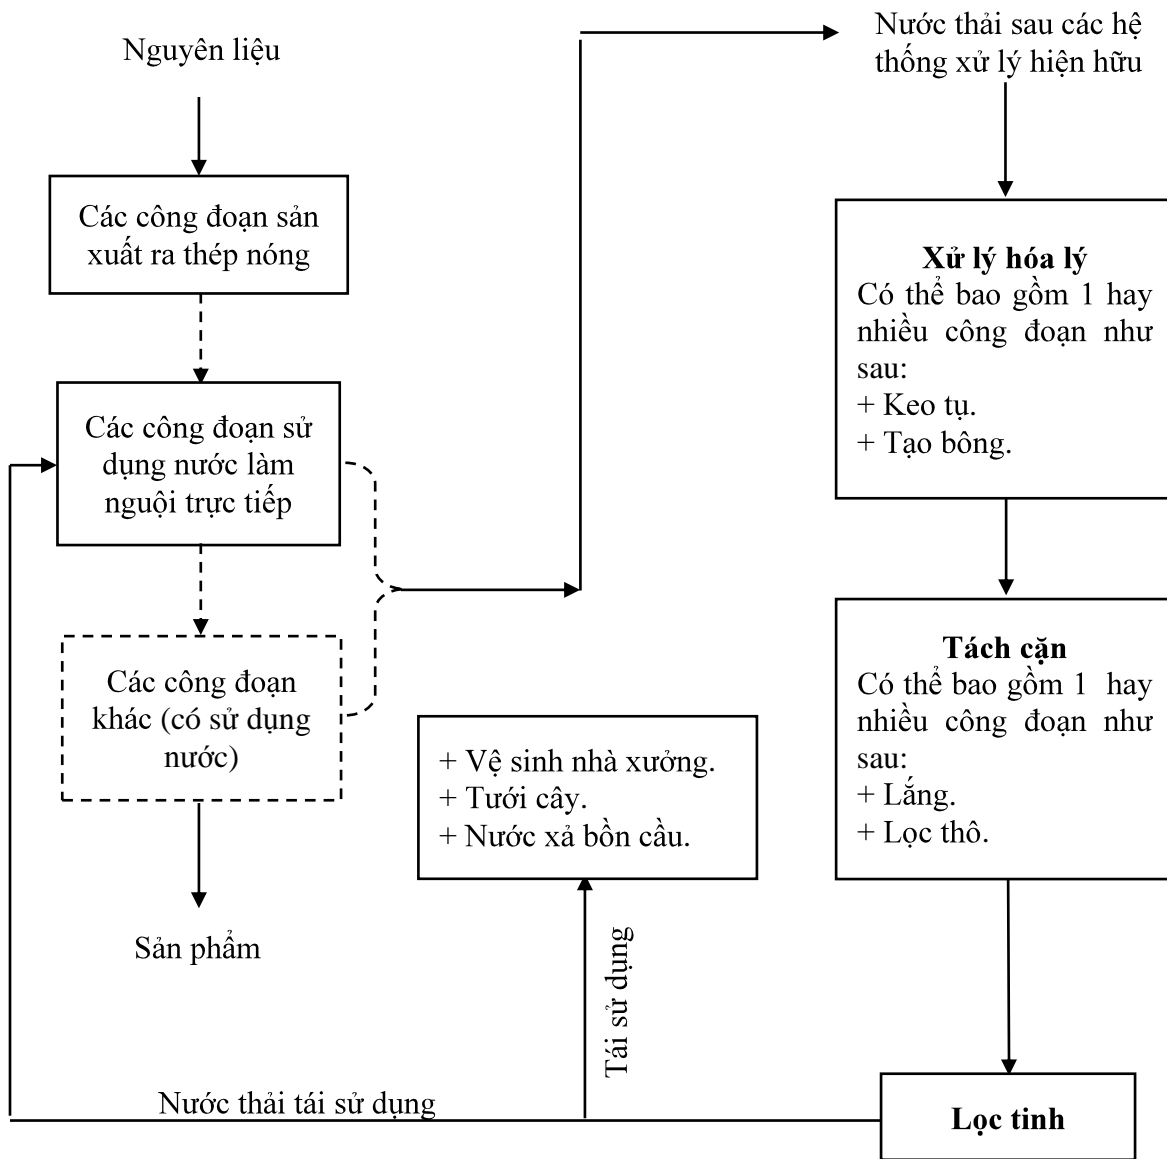 Nguyên liệu
Các công đoạn sản
xuất ra thép nóng
Các công đoạn sử
dụng nước làm
nguội trực tiếp
Các công đoạn
khác (có sử dụng
nước)
Sản phẩm
Nước thải sau các hệ
thống xử lý hiện hữu
Xử lý hóa lý
Có thể bao gồm 1 hay
nhiều công đoạn như
sau:
+ Keo tụ.
+ Tạo bông.
Tách cặn
Có thể bao gồm 1 hay
nhiều công đoạn như
sau:
+ Lắng.
+ Lọc thô.
Lọc tinh
+ Vệ sinh nhà xưởng.
+ Tưới cây.
+ Nước xả bồn cầu.
Tái sử dụng
Nước thải tái sử dụng